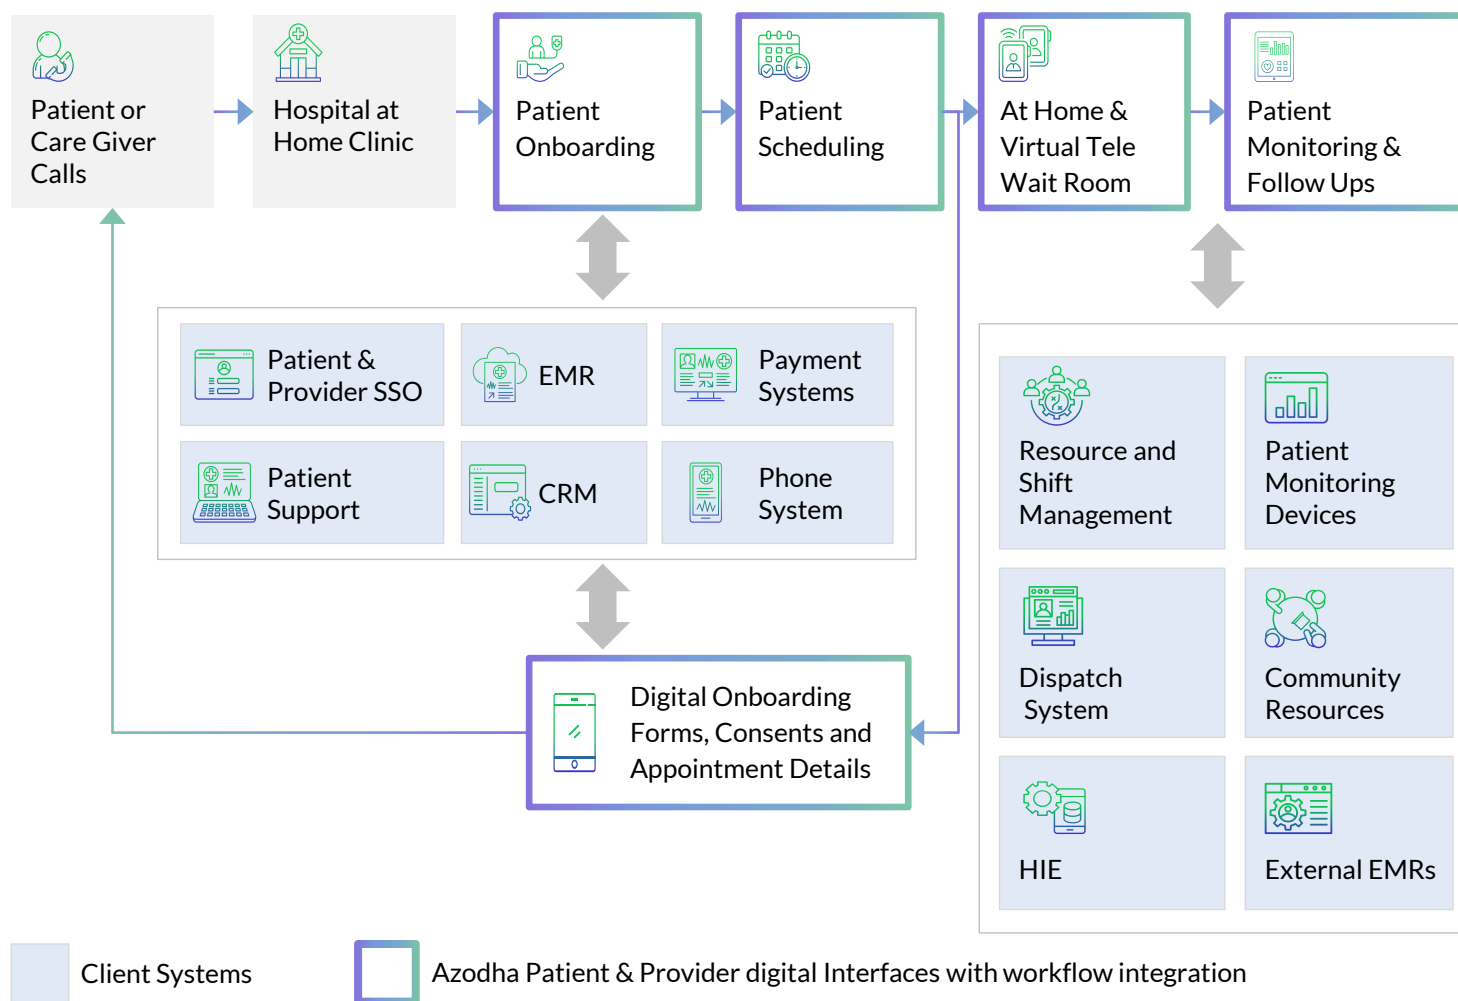 Patient or
Care Giver
Calls
Hospital at
Home Clinic
Patient
Onboarding
Patient
Scheduling
At Home &
Virtual Tele
Wait Room
Patient
Monitoring &
Follow Ups
Patient &
Provider SSO
EMR
Payment
Systems
Patient
Support
CRM
Phone
System
Resource and
Shift
Management
Patient
Monitoring
Devices
Dispatch
System
Community
Resources
HIE
External EMRs
Digital Onboarding
Forms, Consents and
Appointment Details
Client Systems
Azodha Patient & Provider digital Interfaces with workflow integration